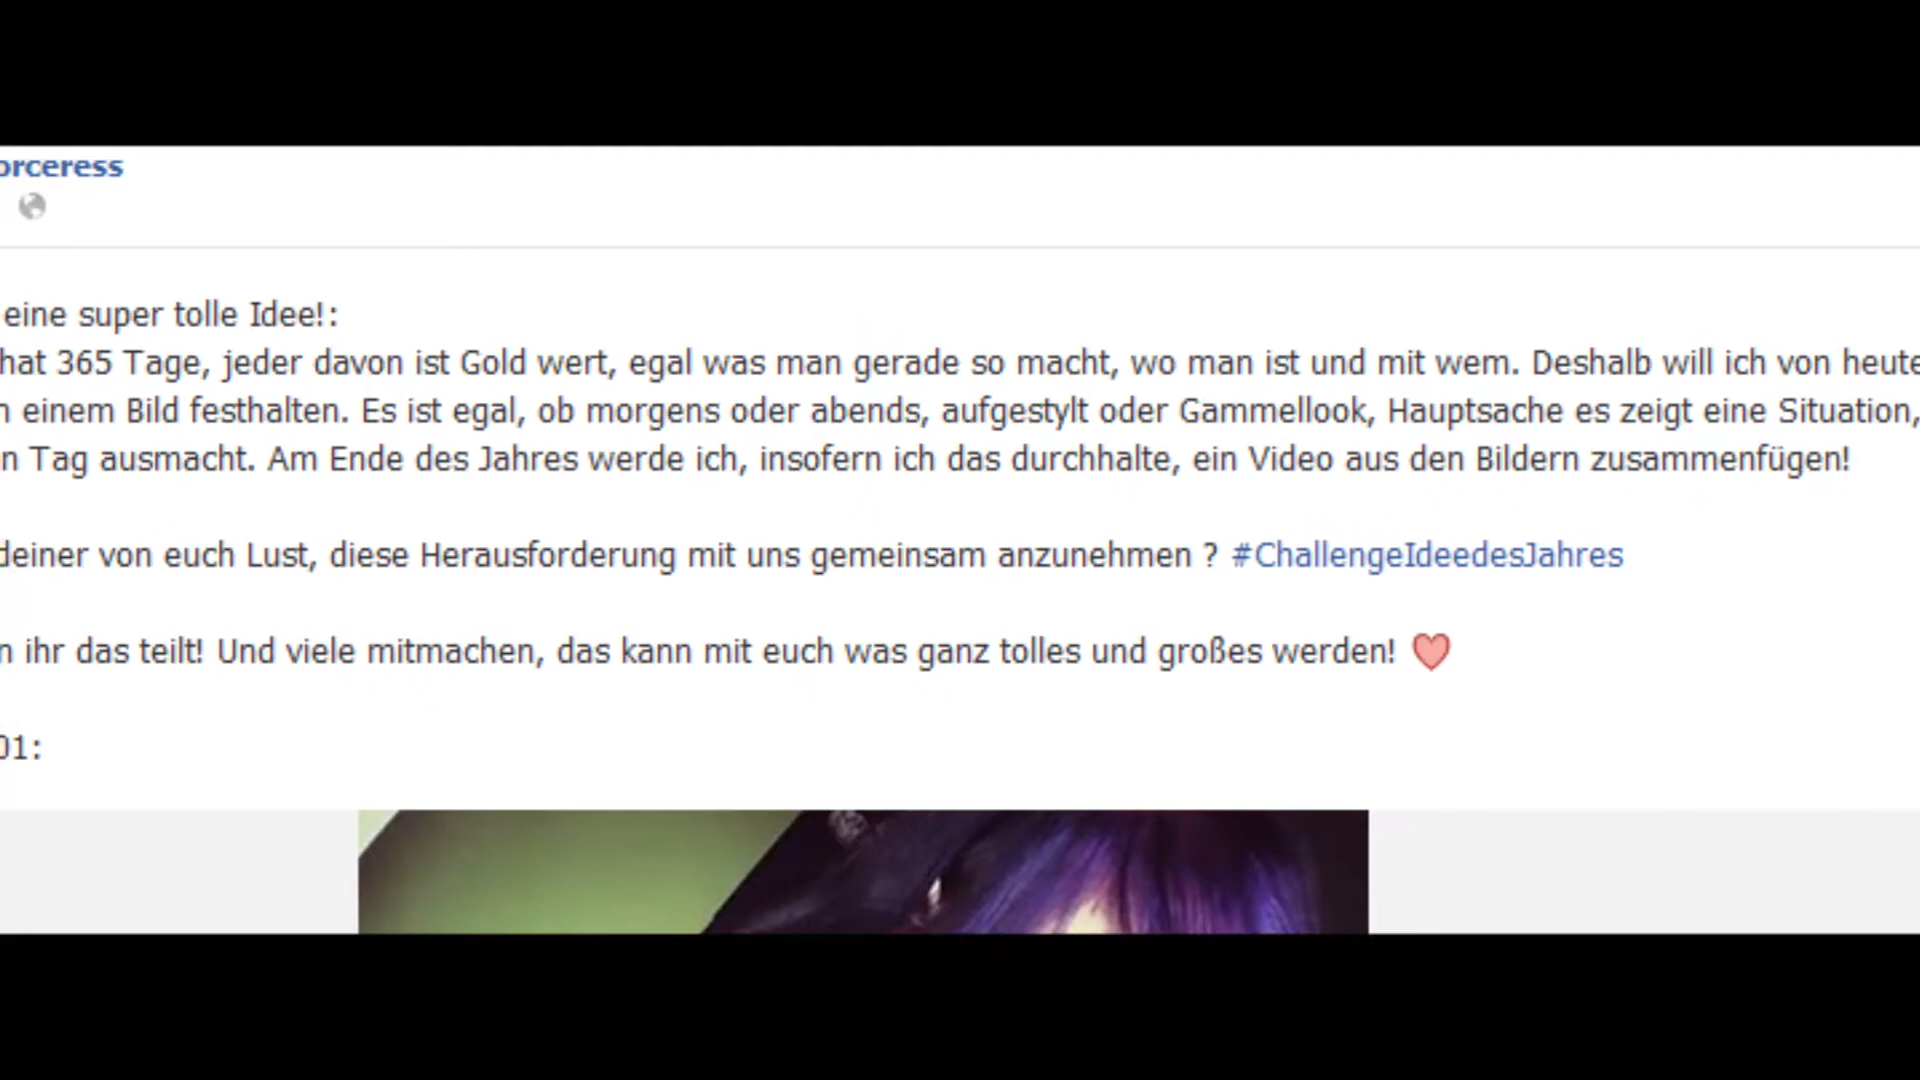 orceress
eine super tolle Idee!:
hat 365 Tage, jeder davon ist Gold wert, egal was man gerade so macht, wo man ist und mit wem. Deshalb will ich von heute
n einem Bild festhalten. Es ist egal, ob morgens oder abends, aufgestylt oder Gammellook, Hauptsache es zeigt eine Situation,
n Tag ausmacht. Am Ende des Jahres werde ich, insofern ich das durchhalte, ein Video aus den Bildern zusammenfügen!
deiner von euch Lust, diese Herausforderung mit uns gemeinsam anzunehmen ? #ChallengeIdeedesJahres
n ihr das teilt! Und viele mitmachen, das kann mit euch was ganz tolles und großes werden!
01: